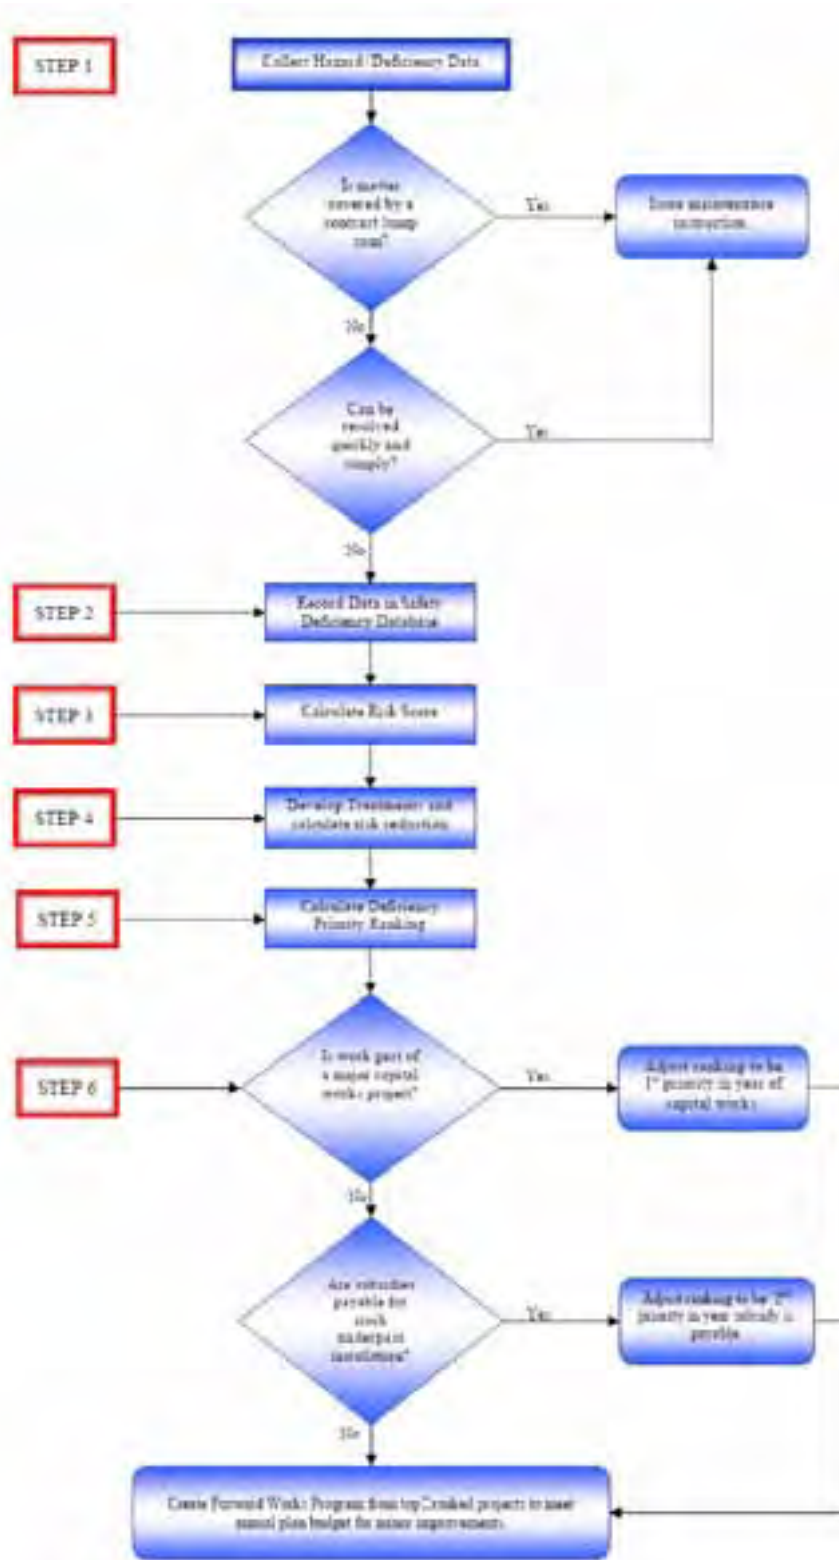 STEP 1
Collect Hazard/Deficiency Data
Is matter
covered by a
contract lump
sum?
Yes
Issue maintenance
instruction
No
Can be
resolved
quickly and
simply?
Yes
No
STEP 2
Record Data in Safety
Deficiency Database
STEP 3
Calculate Risk Score
STEP 4
Develop Treatments and
calculate risk reduction
STEP 5
Calculate Deficiency
Priority Ranking
STEP 6
Is work part of
a major capital
works project?
Yes
Adjust ranking to be
1st priority in year of
capital works
No
Are subsidies
payable for
stock
underpass
installation?
Yes
Adjust ranking to be 2nd
priority in year subsidy is
payable
No
Create Forward Works Program from top ranked projects to meet
annual plan budget for minor improvements.